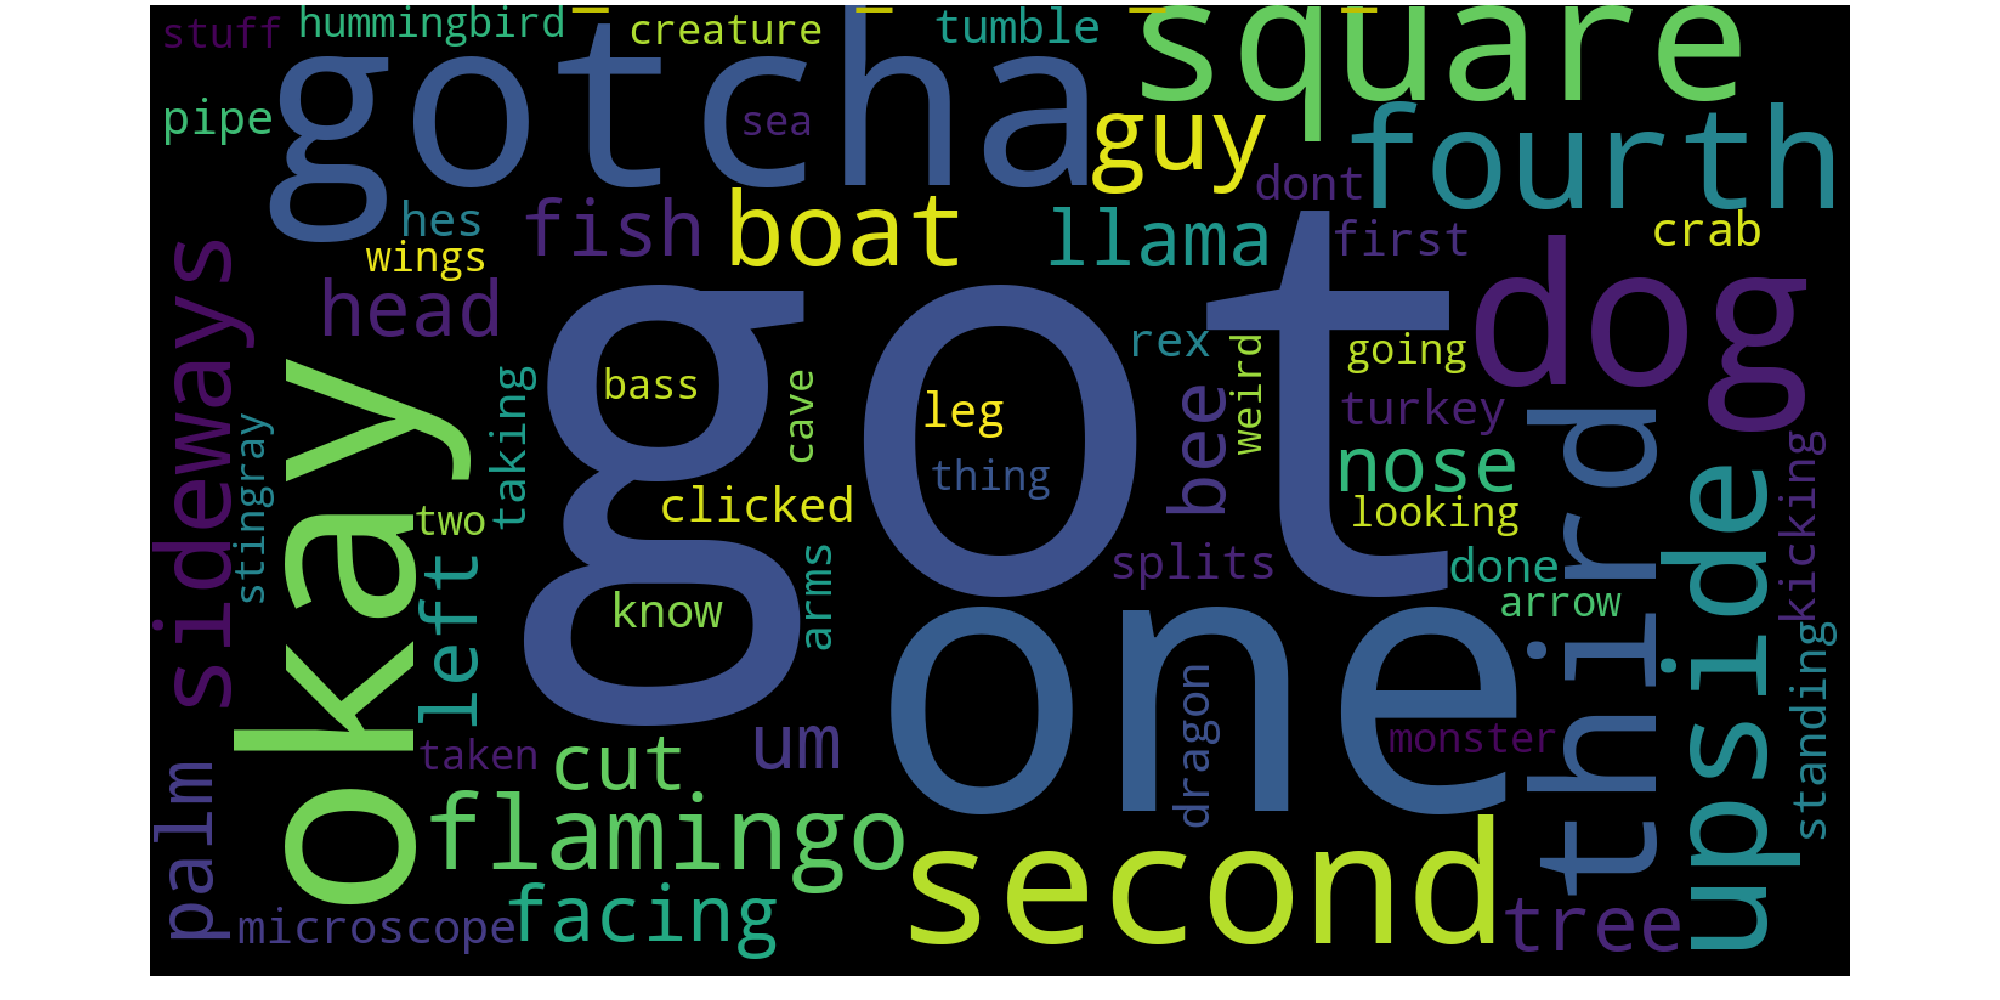 stuff
hummingbird
creature
tumble
square
gotcha
pipe
sea
guy
fourth
dont
hes
fish
boat
llama
first
crab
wings
sideways
head
got
dog
okay
rex
going
weird
bass
cave
leg
bee
turkey
taking
stingray
nose
thing
clicked
looking
two
third
upside
kicking
left
know
arms
splits
done
arrow
one
standing
dragon
monster
um
taken
cut
palm
flamingo
second
facing
microscope
tree